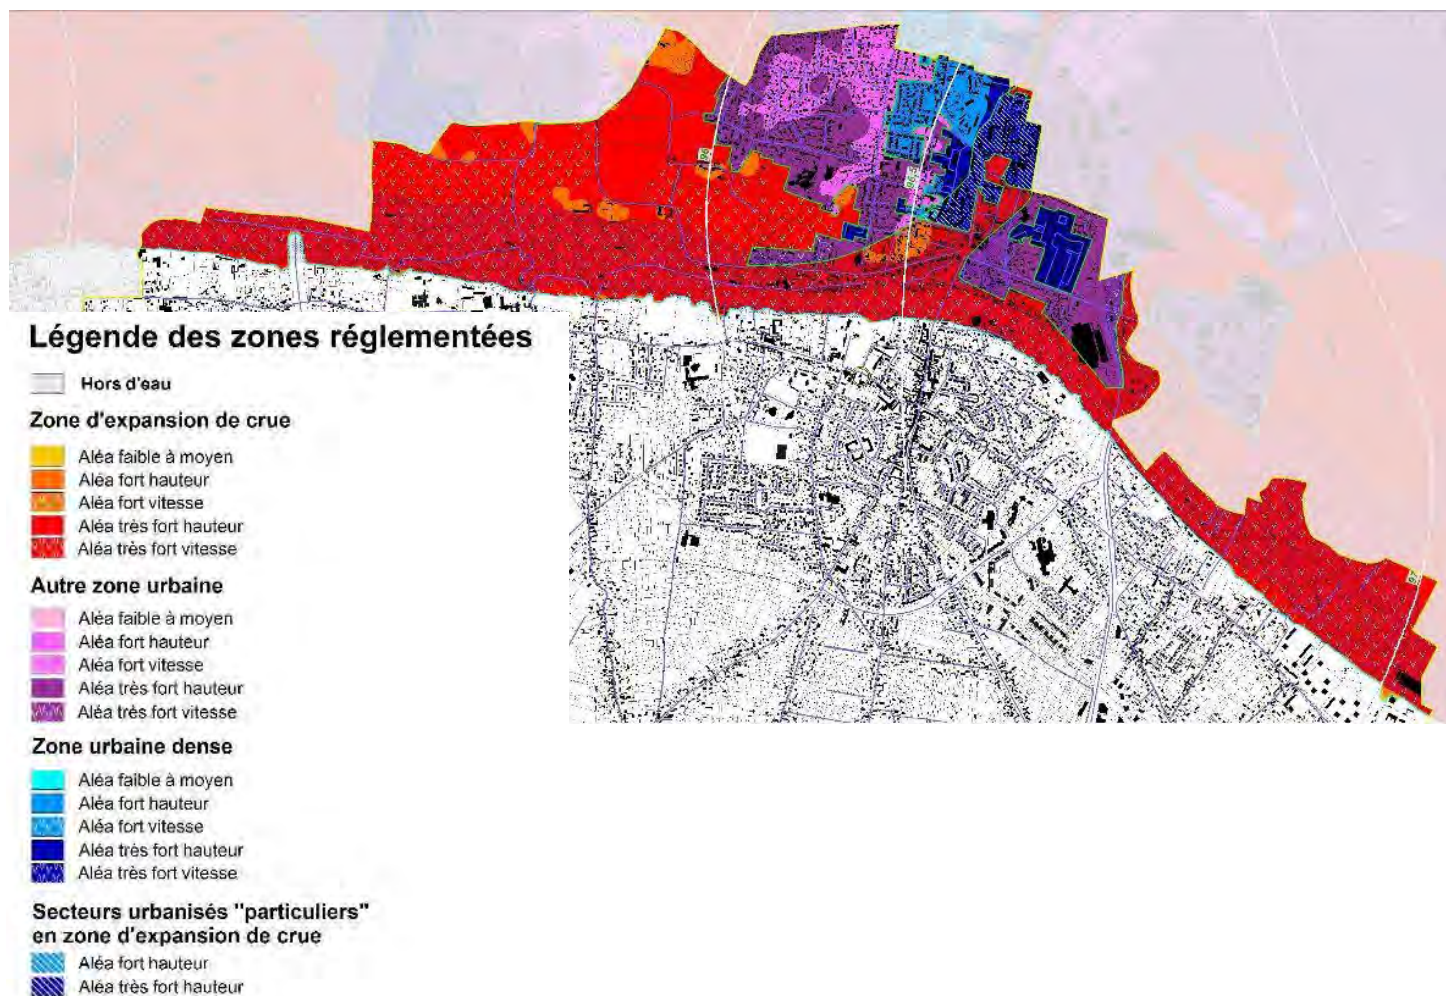 96
96.5
97
Légende des zones réglementées
Hors d'eau
Zone d'expansion de crue
Aléa faible à moyen
Aléa fort hauteur
Aléa fort vitesse
Aléa très fort hauteur
Aléa très fort vitesse
Autre zone urbaine
Aléa faible à moyen
Aléa fort hauteur
Aléa fort vitesse
Aléa très fort hauteur
Aléa très fort vitesse
Zone urbaine dense
Aléa faible à moyen
Aléa fort hauteur
Aléa fort vitesse
Aléa très fort hauteur
Aléa très fort vitesse
Secteurs urbanisés "particuliers"
en zone d'expansion de crue
Aléa fort hauteur
Aléa très fort hauteur